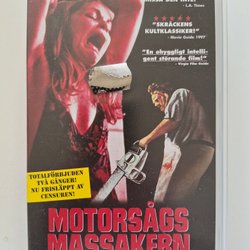 - L.A. Times
"SKRÄCKENS
KULTKLASSIKER!"
- Movie Guide 1997
"En ohyggligt intelli-
gent störande film!"
- Virgin Film Guide
TOTALFÖRBJUDEN
TVÅ GÅNGER!
NU FRISLÄPPT AV
CENSUREN!
MOTORSÅGS
MASSAKERN